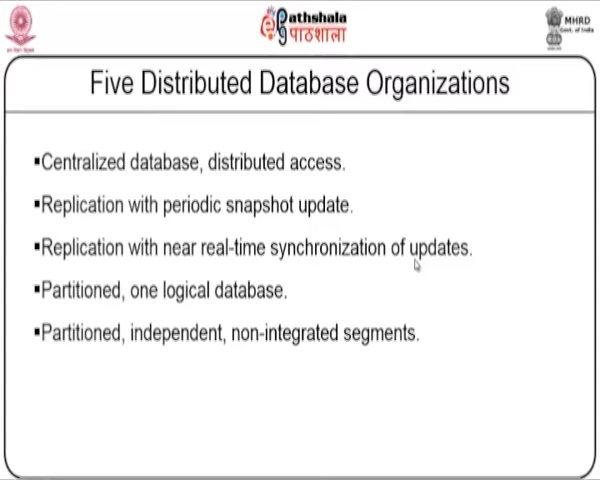 ePathshala
पाठशाला
MHRD
Govt. of India
Five Distributed Database Organizations
▪Centralized database, distributed access.
▪Replication with periodic snapshot update.
▪Replication with near real-time synchronization of updates.
▪Partitioned, one logical database.
▪Partitioned, independent, non-integrated segments.